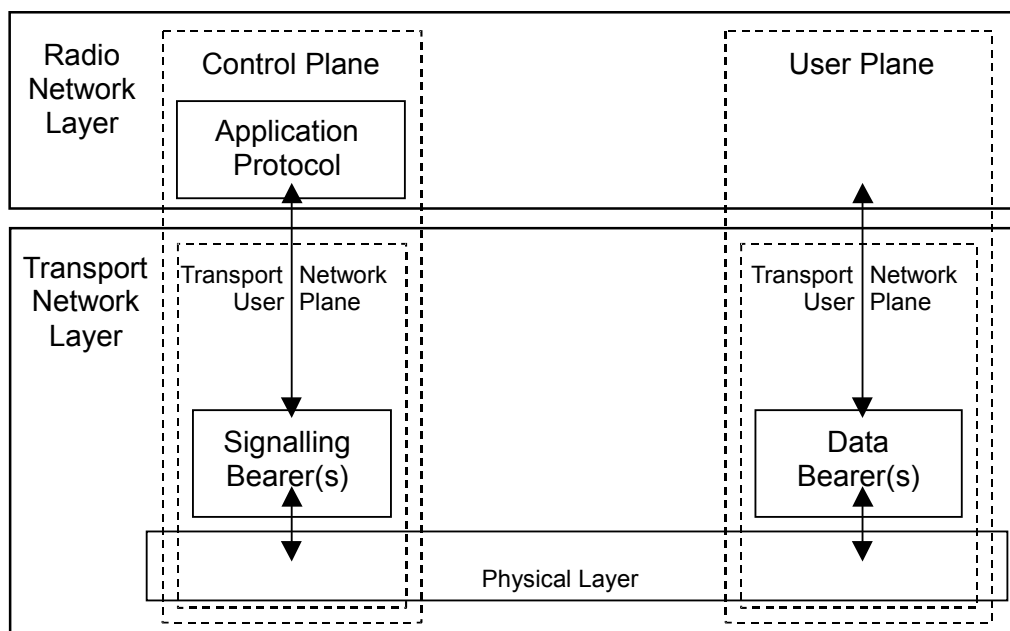 Radio
Network
Layer
Control Plane
User Plane
Application
Protocol
Transport
Network
Layer
Transport Network
User Plane
Transport Network
User Plane
Signalling
Bearer(s)
Data
Bearer(s)
Physical Layer